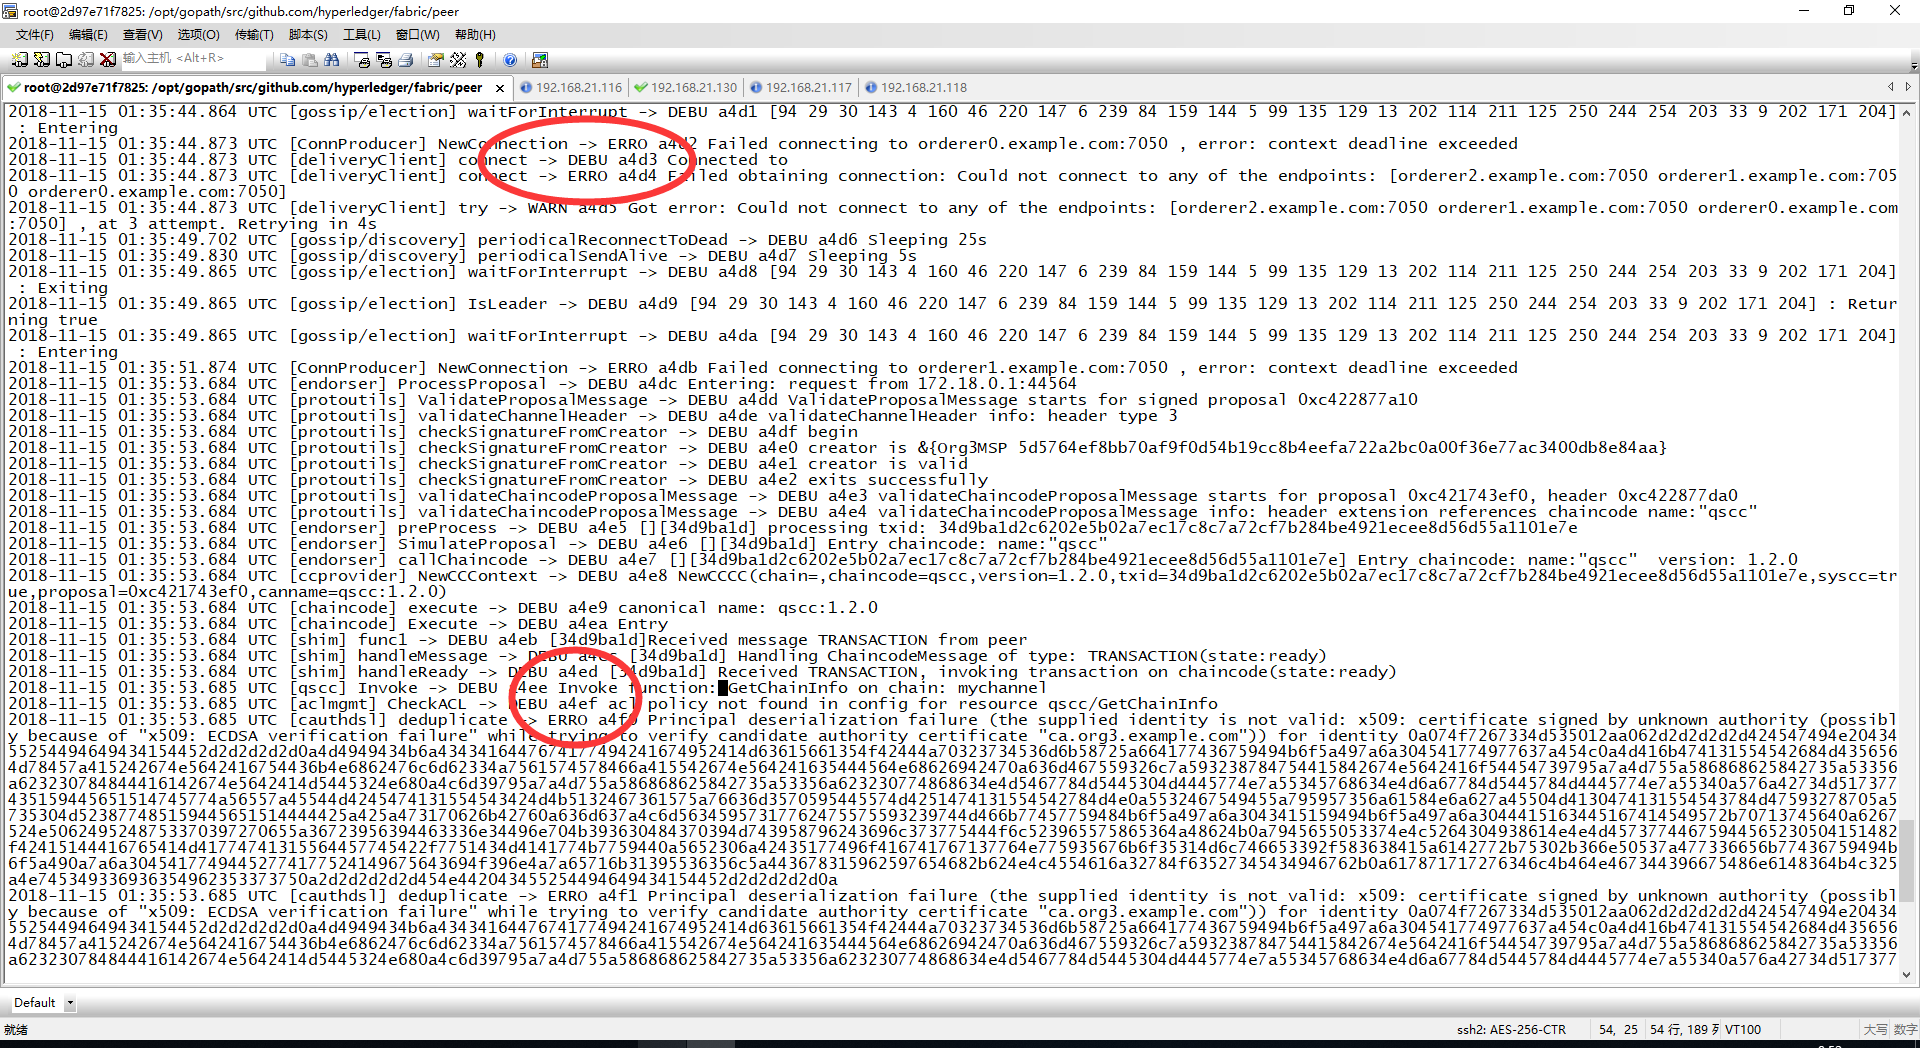 root@2d97e71f7825: /opt/gopath/src/github.com/hyperledger/fabric/peer
文件(F) 编辑(E) 查看(V) 选项(O) 传输(T) 脚本(S) 工具(L) 窗口(W) 帮助(H)
输入主机 <Alt+R>
root@2d97e71f7825: /opt/gopath/src/github.com/hyperledger/fabric/peer × 192.168.21.116 192.168.21.130 192.168.21.117 192.168.21.118
2018-11-15 01:35:44.864 UTC [gossip/election] waitForInterrupt -> DEBU a4d1 [94 29 30 143 4 160 46 220 147 6 239 84 159 144 5 99 135 129 13 202 114 211 125 250 244 254 203 33 9 202 171 204]
: Entering
2018-11-15 01:35:44.873 UTC [ConnProducer] NewConnection -> ERRO a4d2 Failed connecting to orderer0.example.com:7050 , error: context deadline exceeded
2018-11-15 01:35:44.873 UTC [deliveryClient] connect -> DEBU a4d3 Connected to
2018-11-15 01:35:44.873 UTC [deliveryClient] connect -> ERRO a4d4 Failed obtaining connection: Could not connect to any of the endpoints: [orderer2.example.com:7050 orderer1.example.com:705
0 orderer0.example.com:7050]
2018-11-15 01:35:44.873 UTC [deliveryClient] try -> WARN a4d5 Got error: Could not connect to any of the endpoints: [orderer2.example.com:7050 orderer1.example.com:7050 orderer0.example.com
:7050] , at 3 attempt. Retrying in 4s
2018-11-15 01:35:49.702 UTC [gossip/discovery] periodicalReconnectToDead -> DEBU a4d6 Sleeping 25s
2018-11-15 01:35:49.830 UTC [gossip/discovery] periodicalSendAlive -> DEBU a4d7 Sleeping 5s
2018-11-15 01:35:49.865 UTC [gossip/election] waitForInterrupt -> DEBU a4d8 [94 29 30 143 4 160 46 220 147 6 239 84 159 144 5 99 135 129 13 202 114 211 125 250 244 254 203 33 9 202 171 204]
: Exiting
2018-11-15 01:35:49.865 UTC [gossip/election] IsLeader -> DEBU a4d9 [94 29 30 143 4 160 46 220 147 6 239 84 159 144 5 99 135 129 13 202 114 211 125 250 244 254 203 33 9 202 171 204] : Retur
ning true
2018-11-15 01:35:49.865 UTC [gossip/election] waitForInterrupt -> DEBU a4da [94 29 30 143 4 160 46 220 147 6 239 84 159 144 5 99 135 129 13 202 114 211 125 250 244 254 203 33 9 202 171 204]
: Entering
2018-11-15 01:35:51.874 UTC [ConnProducer] NewConnection -> ERRO a4db Failed connecting to orderer1.example.com:7050 , error: context deadline exceeded
2018-11-15 01:35:53.684 UTC [endorser] ProcessProposal -> DEBU a4dc Entering: request from 172.18.0.1:44564
2018-11-15 01:35:53.684 UTC [protoutils] ValidateProposalMessage -> DEBU a4dd ValidateProposalMessage starts for signed proposal 0xc422877a10
2018-11-15 01:35:53.684 UTC [protoutils] validateChannelHeader -> DEBU a4de validateChannelHeader info: header type 3
2018-11-15 01:35:53.684 UTC [protoutils] checkSignatureFromCreator -> DEBU a4df begin
2018-11-15 01:35:53.684 UTC [protoutils] checkSignatureFromCreator -> DEBU a4e0 creator is &{Org3MSP 5d5764ef8bb70af9f0d54b19cc8b4eefa722a2bc0a00f36e77ac3400db8e84aa}
2018-11-15 01:35:53.684 UTC [protoutils] checkSignatureFromCreator -> DEBU a4e1 creator is valid
2018-11-15 01:35:53.684 UTC [protoutils] checkSignatureFromCreator -> DEBU a4e2 exits successfully
2018-11-15 01:35:53.684 UTC [protoutils] validateChaincodeProposalMessage -> DEBU a4e3 validateChaincodeProposalMessage starts for proposal 0xc421743ef0, header 0xc422877da0
2018-11-15 01:35:53.684 UTC [protoutils] validateChaincodeProposalMessage -> DEBU a4e4 validateChaincodeProposalMessage info: header extension references chaincode name:"qscc"
2018-11-15 01:35:53.684 UTC [endorser] preProcess -> DEBU a4e5 [][34d9ba1d] processing txid: 34d9ba1d2c6202e5b02a7ec17c8c7a72cf7b284be4921ecee8d56d55a1101e7e
2018-11-15 01:35:53.684 UTC [endorser] SimulateProposal -> DEBU a4e6 [][34d9ba1d] Entry chaincode: name:"qscc"
2018-11-15 01:35:53.684 UTC [endorser] callChaincode -> DEBU a4e7 [][34d9ba1d2c6202e5b02a7ec17c8c7a72cf7b284be4921ecee8d56d55a1101e7e] Entry chaincode: name:"qscc"  version: 1.2.0
2018-11-15 01:35:53.684 UTC [ccprovider] NewCCContext -> DEBU a4e8 NewCCCC(chain=,chaincode=qscc,version=1.2.0,txid=34d9ba1d2c6202e5b02a7ec17c8c7a72cf7b284be4921ecee8d56d55a1101e7e,syscc=tr
ue,proposal=0xc421743ef0,canname=qscc:1.2.0)
2018-11-15 01:35:53.684 UTC [chaincode] execute -> DEBU a4e9 canonical name: qscc:1.2.0
2018-11-15 01:35:53.684 UTC [chaincode] Execute -> DEBU a4ea Entry
2018-11-15 01:35:53.684 UTC [shim] func1 -> DEBU a4eb [34d9ba1d]Received message TRANSACTION from peer
2018-11-15 01:35:53.684 UTC [shim] handleMessage -> DEBU a4ec [34d9ba1d] Handling ChaincodeMessage of type: TRANSACTION(state:ready)
2018-11-15 01:35:53.684 UTC [shim] handleReady -> DEBU a4ed [34d9ba1d] Received TRANSACTION, invoking transaction on chaincode(state:ready)
2018-11-15 01:35:53.685 UTC [qscc] Invoke -> DEBU a4ee Invoke function: GetChainInfo on chain: mychannel
2018-11-15 01:35:53.685 UTC [aclmgmt] CheckACL -> DEBU a4ef acl policy not found in config for resource qscc/GetChainInfo
2018-11-15 01:35:53.685 UTC [cauthdsl] deduplicate -> ERRO a4f0 Principal deserialization failure (the supplied identity is not valid: x509: certificate signed by unknown authority (possibl
y because of "x509: ECDSA verification failure" while trying to verify candidate authority certificate "ca.org3.example.com")) for identity 0a074f7267334d535012aa062d2d2d2d2d424547494e20434
2018-11-15 01:35:53.685 UTC [cauthdsl] deduplicate -> ERRO a4f1 Principal deserialization failure (the supplied identity is not valid: x509: certificate signed by unknown authority (possibl
y because of "x509: ECDSA verification failure" while trying to verify candidate authority certificate "ca.org3.example.com")) for identity 0a074f7267334d535012aa062d2d2d2d2d424547494e20434
Default
就绪 ssh2: AES-256-CTR 54, 25 54 行, 189 列 VT100 大写 数字